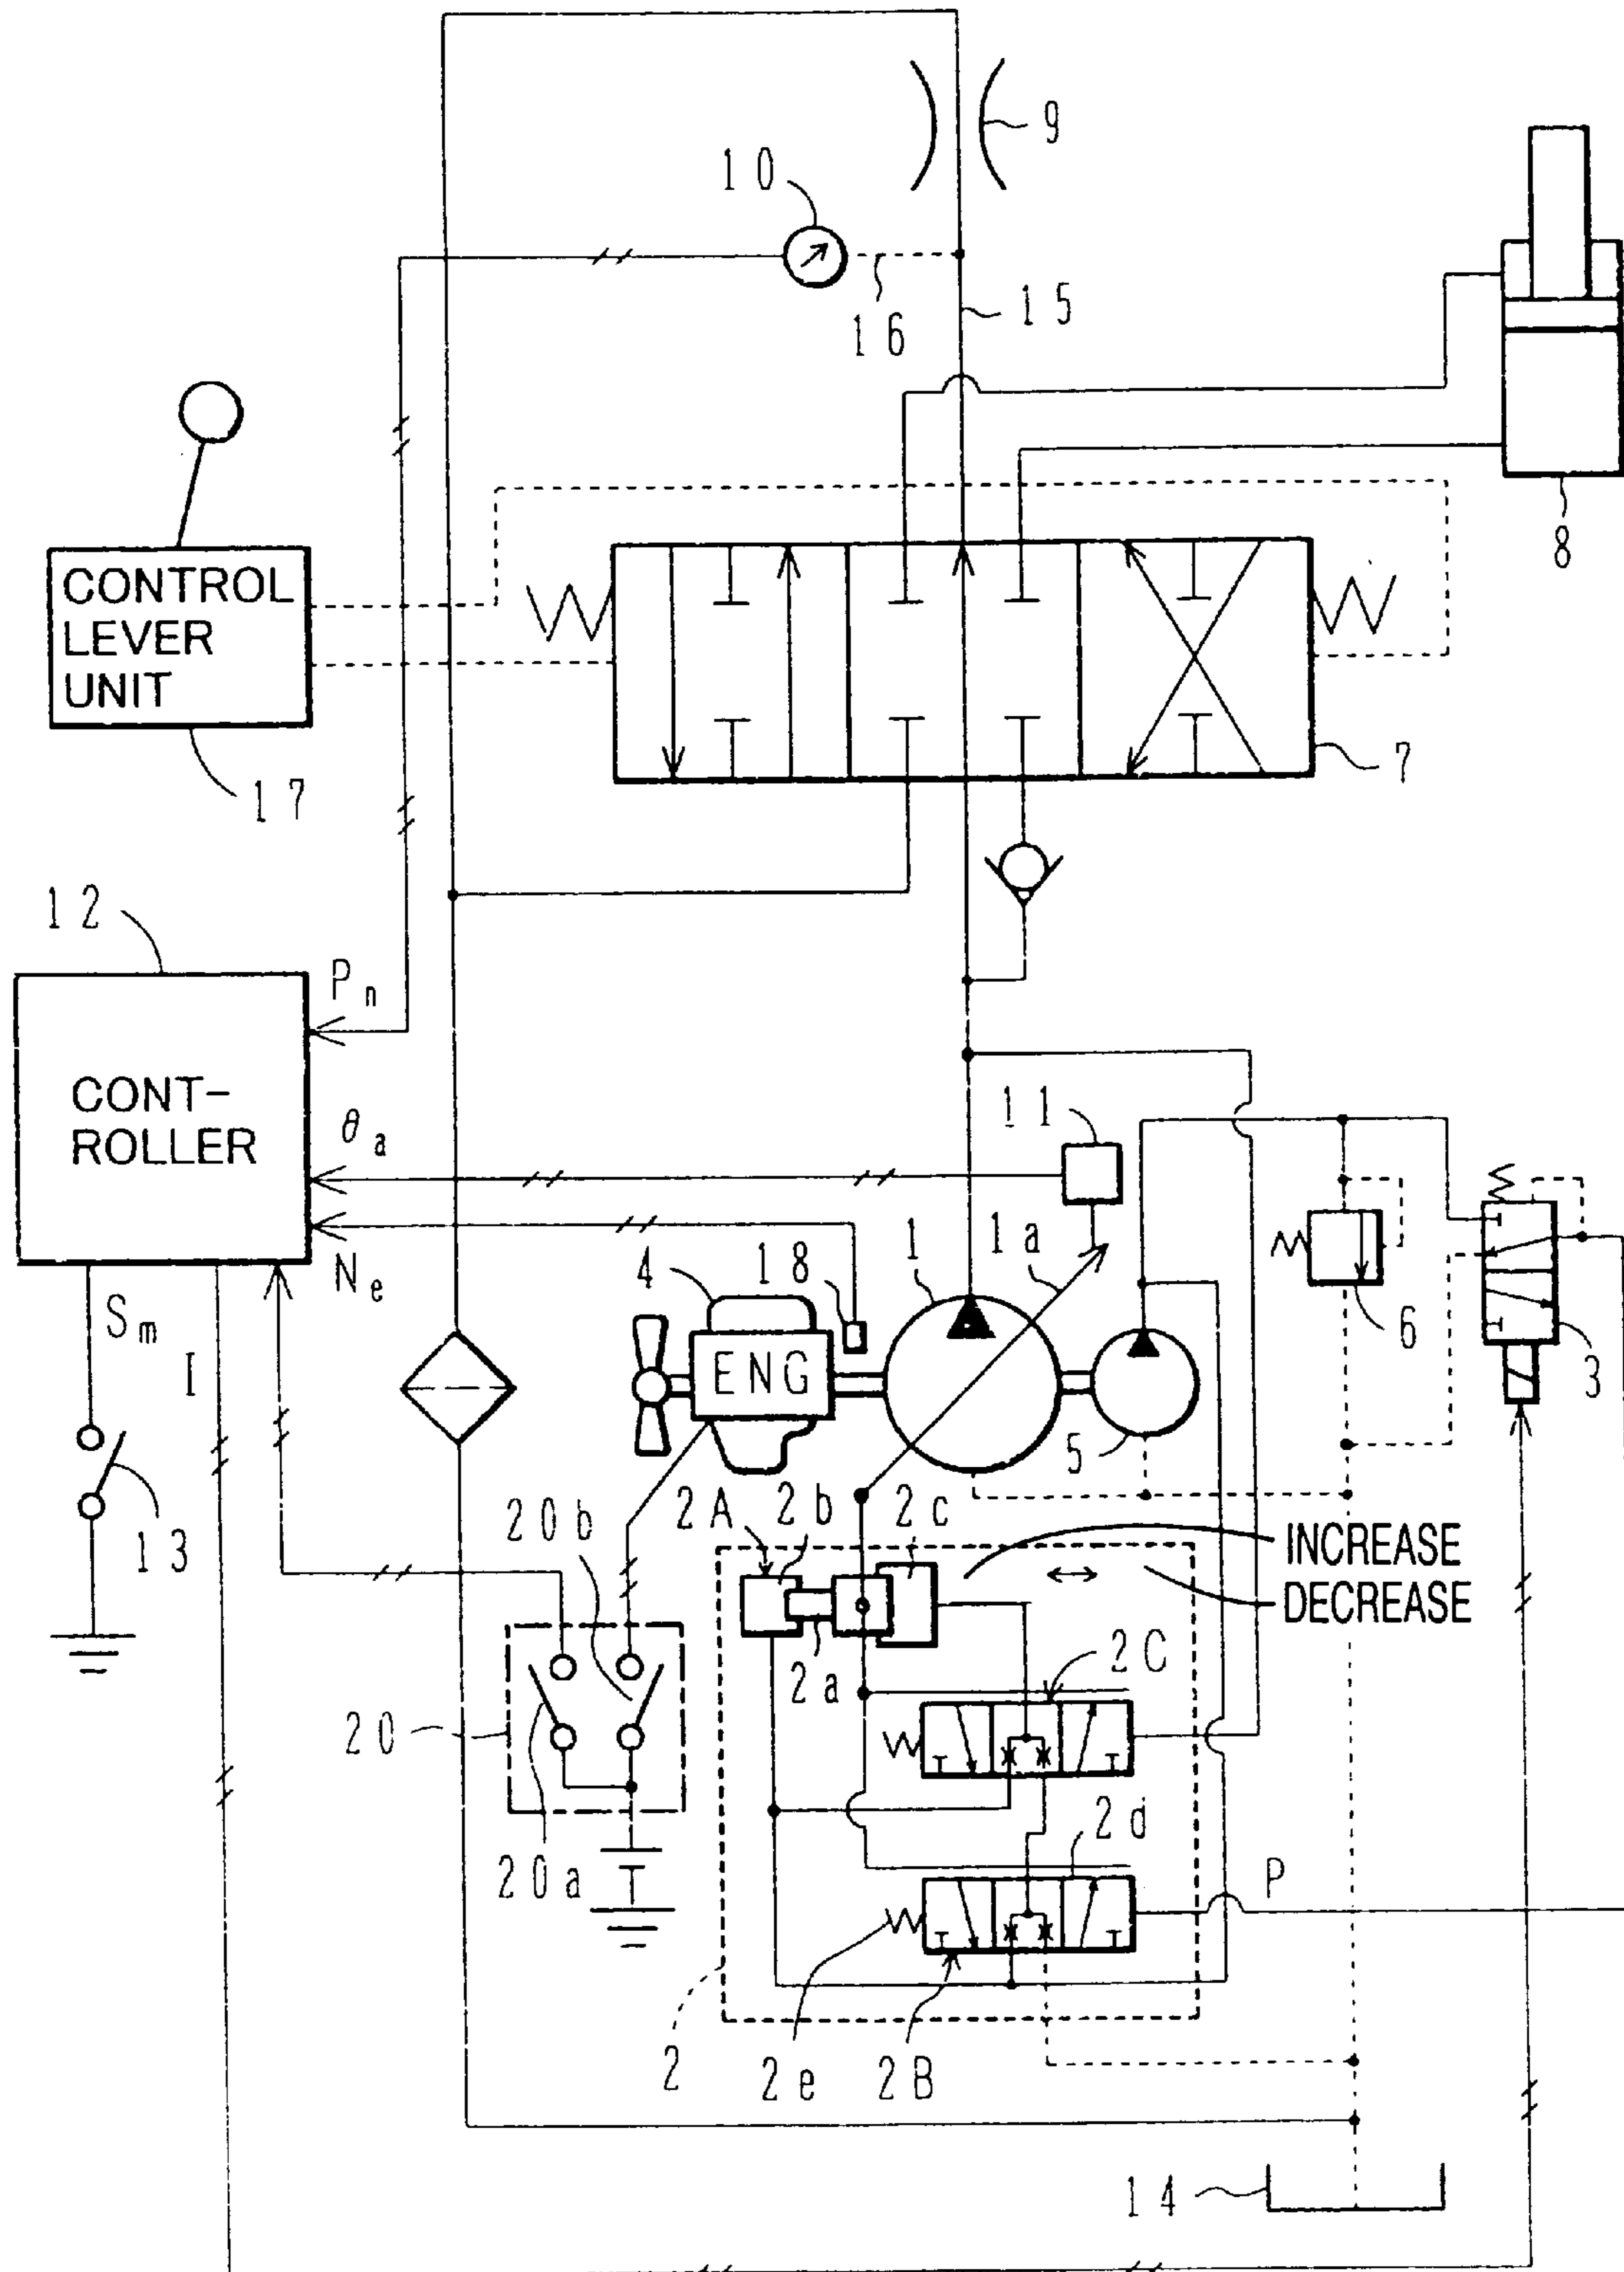 9
10
16
15
8
CONTROL
LEVER
UNIT
17
7
12
Pn
CONT-
ROLLER
θa
11
Ne
Sm
I
4
18
1
1a
5
6
3
ENG
13
20b
2A
2b
2c
INCREASE
DECREASE
2a
2C
20
20a
2d
P
2
2e
2B
14